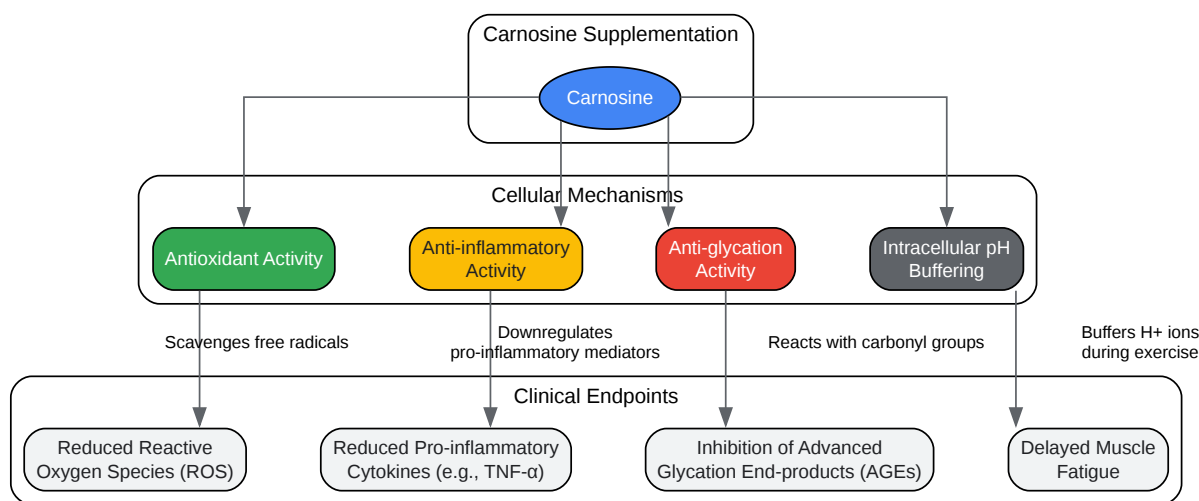 Carnosine Supplementation
Carnosine
Cellular Mechanisms
Antioxidant Activity
Anti-inflammatory
Activity
Anti-glycation
Activity
Intracellular pH
Buffering
Scavenges free radicals
Downregulates
pro-inflammatory mediators
Reacts with carbonyl groups
Buffers H+ ions
during exercise
Clinical Endpoints
Reduced Reactive
Oxygen Species (ROS)
Reduced Pro-inflammatory
Cytokines (e.g., TNF-α)
Inhibition of Advanced
Glycation End-products (AGEs)
Delayed Muscle
Fatigue